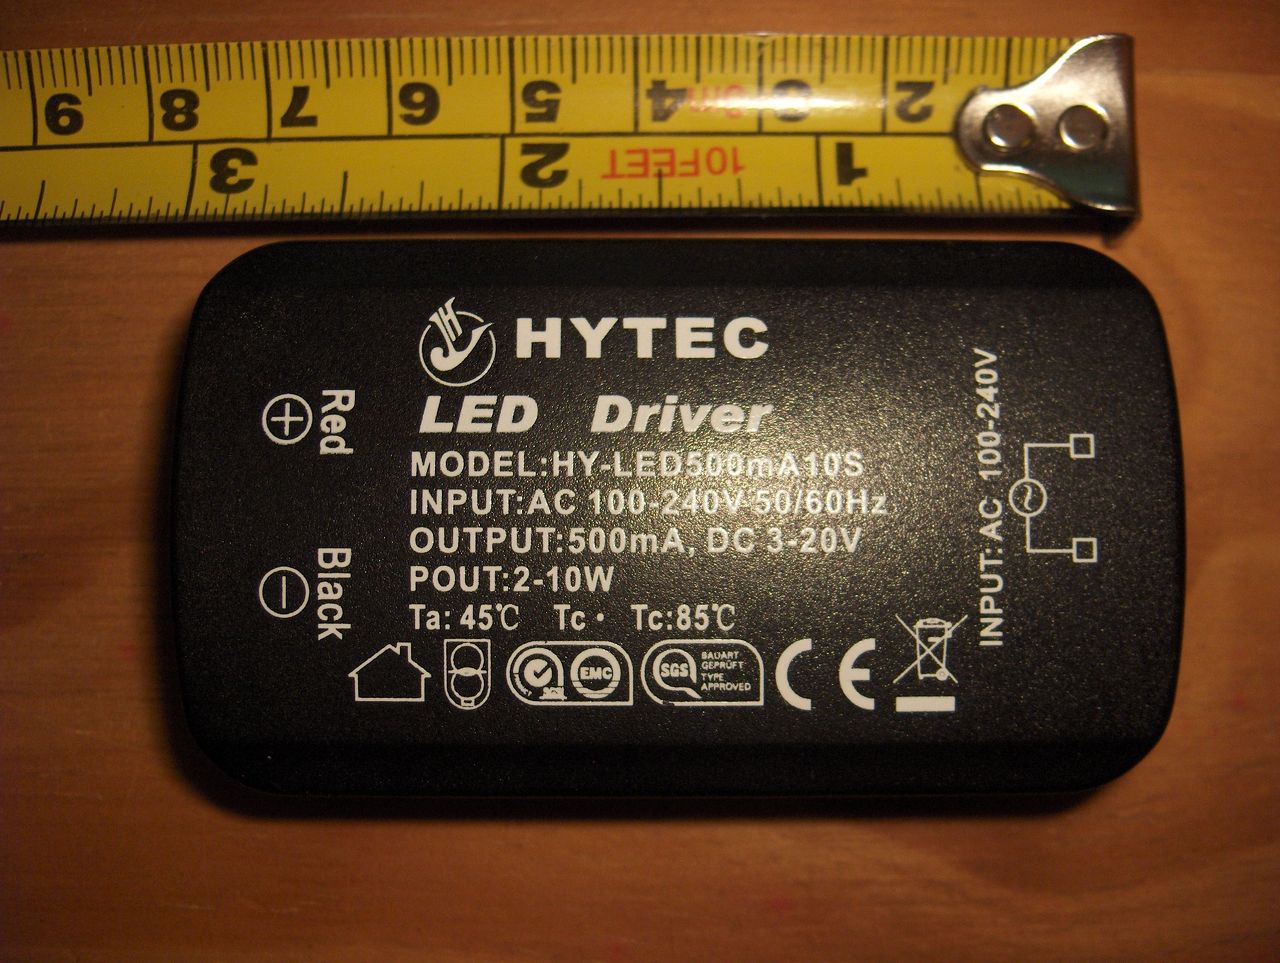 9 8 7 6 5 4 3 2
3 2 10FEET 1
HYTEC
LED Driver
MODEL:HY-LED500mA10S
INPUT:AC 100-240V 50/60Hz
OUTPUT:500mA, DC 3-20V
POUT:2-10W
Ta: 45℃ Tc • Tc:85℃
Red
Black
INPUT: AC 100-240V
EMC
SGS
BAUART
GEPRÜFT
TYPE
APPROVED
CE